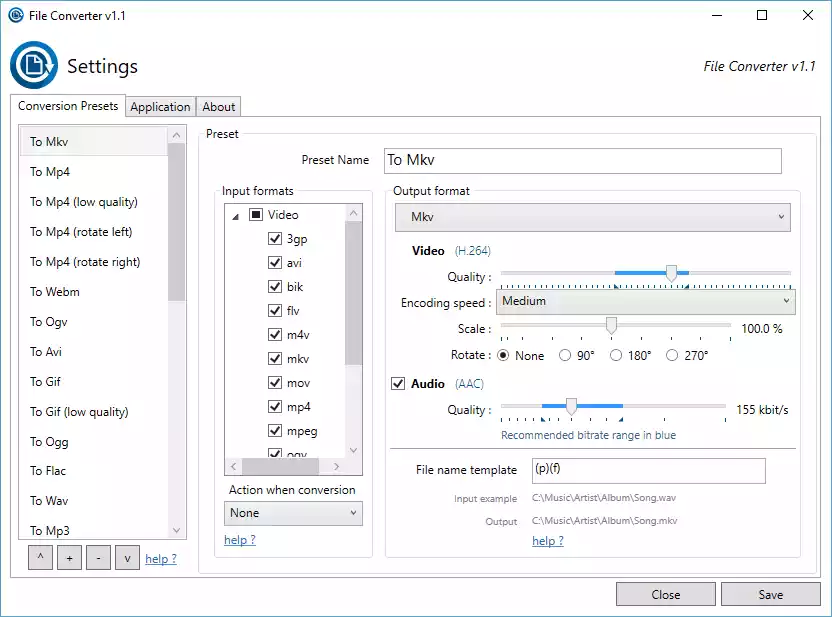 File Converter v1.1
Settings
File Converter v1.1
Conversion Presets
Application
About
To Mkv
To Mp4
To Mp4 (low quality)
To Mp4 (rotate left)
To Mp4 (rotate right)
To Webm
To Ogv
To Avi
To Gif
To Gif (low quality)
To Ogg
To Flac
To Wav
To Mp3
^
+
-
v
help ?
Preset
Preset Name
To Mkv
Input formats
Video
3gp
avi
bik
flv
m4v
mkv
mov
mp4
mpeg
ogv
Action when conversion
None
help ?
Output format
Mkv
Video (H.264)
Quality :
Encoding speed : Medium
Scale : 100.0 %
Rotate : None 90° 180° 270°
Audio (AAC)
Quality : 155 kbit/s
Recommended bitrate range in blue
File name template (p)(f)
Input example C:\Music\Artist\Album\Song.wav
Output C:\Music\Artist\Album\Song.mkv
help ?
Close
Save